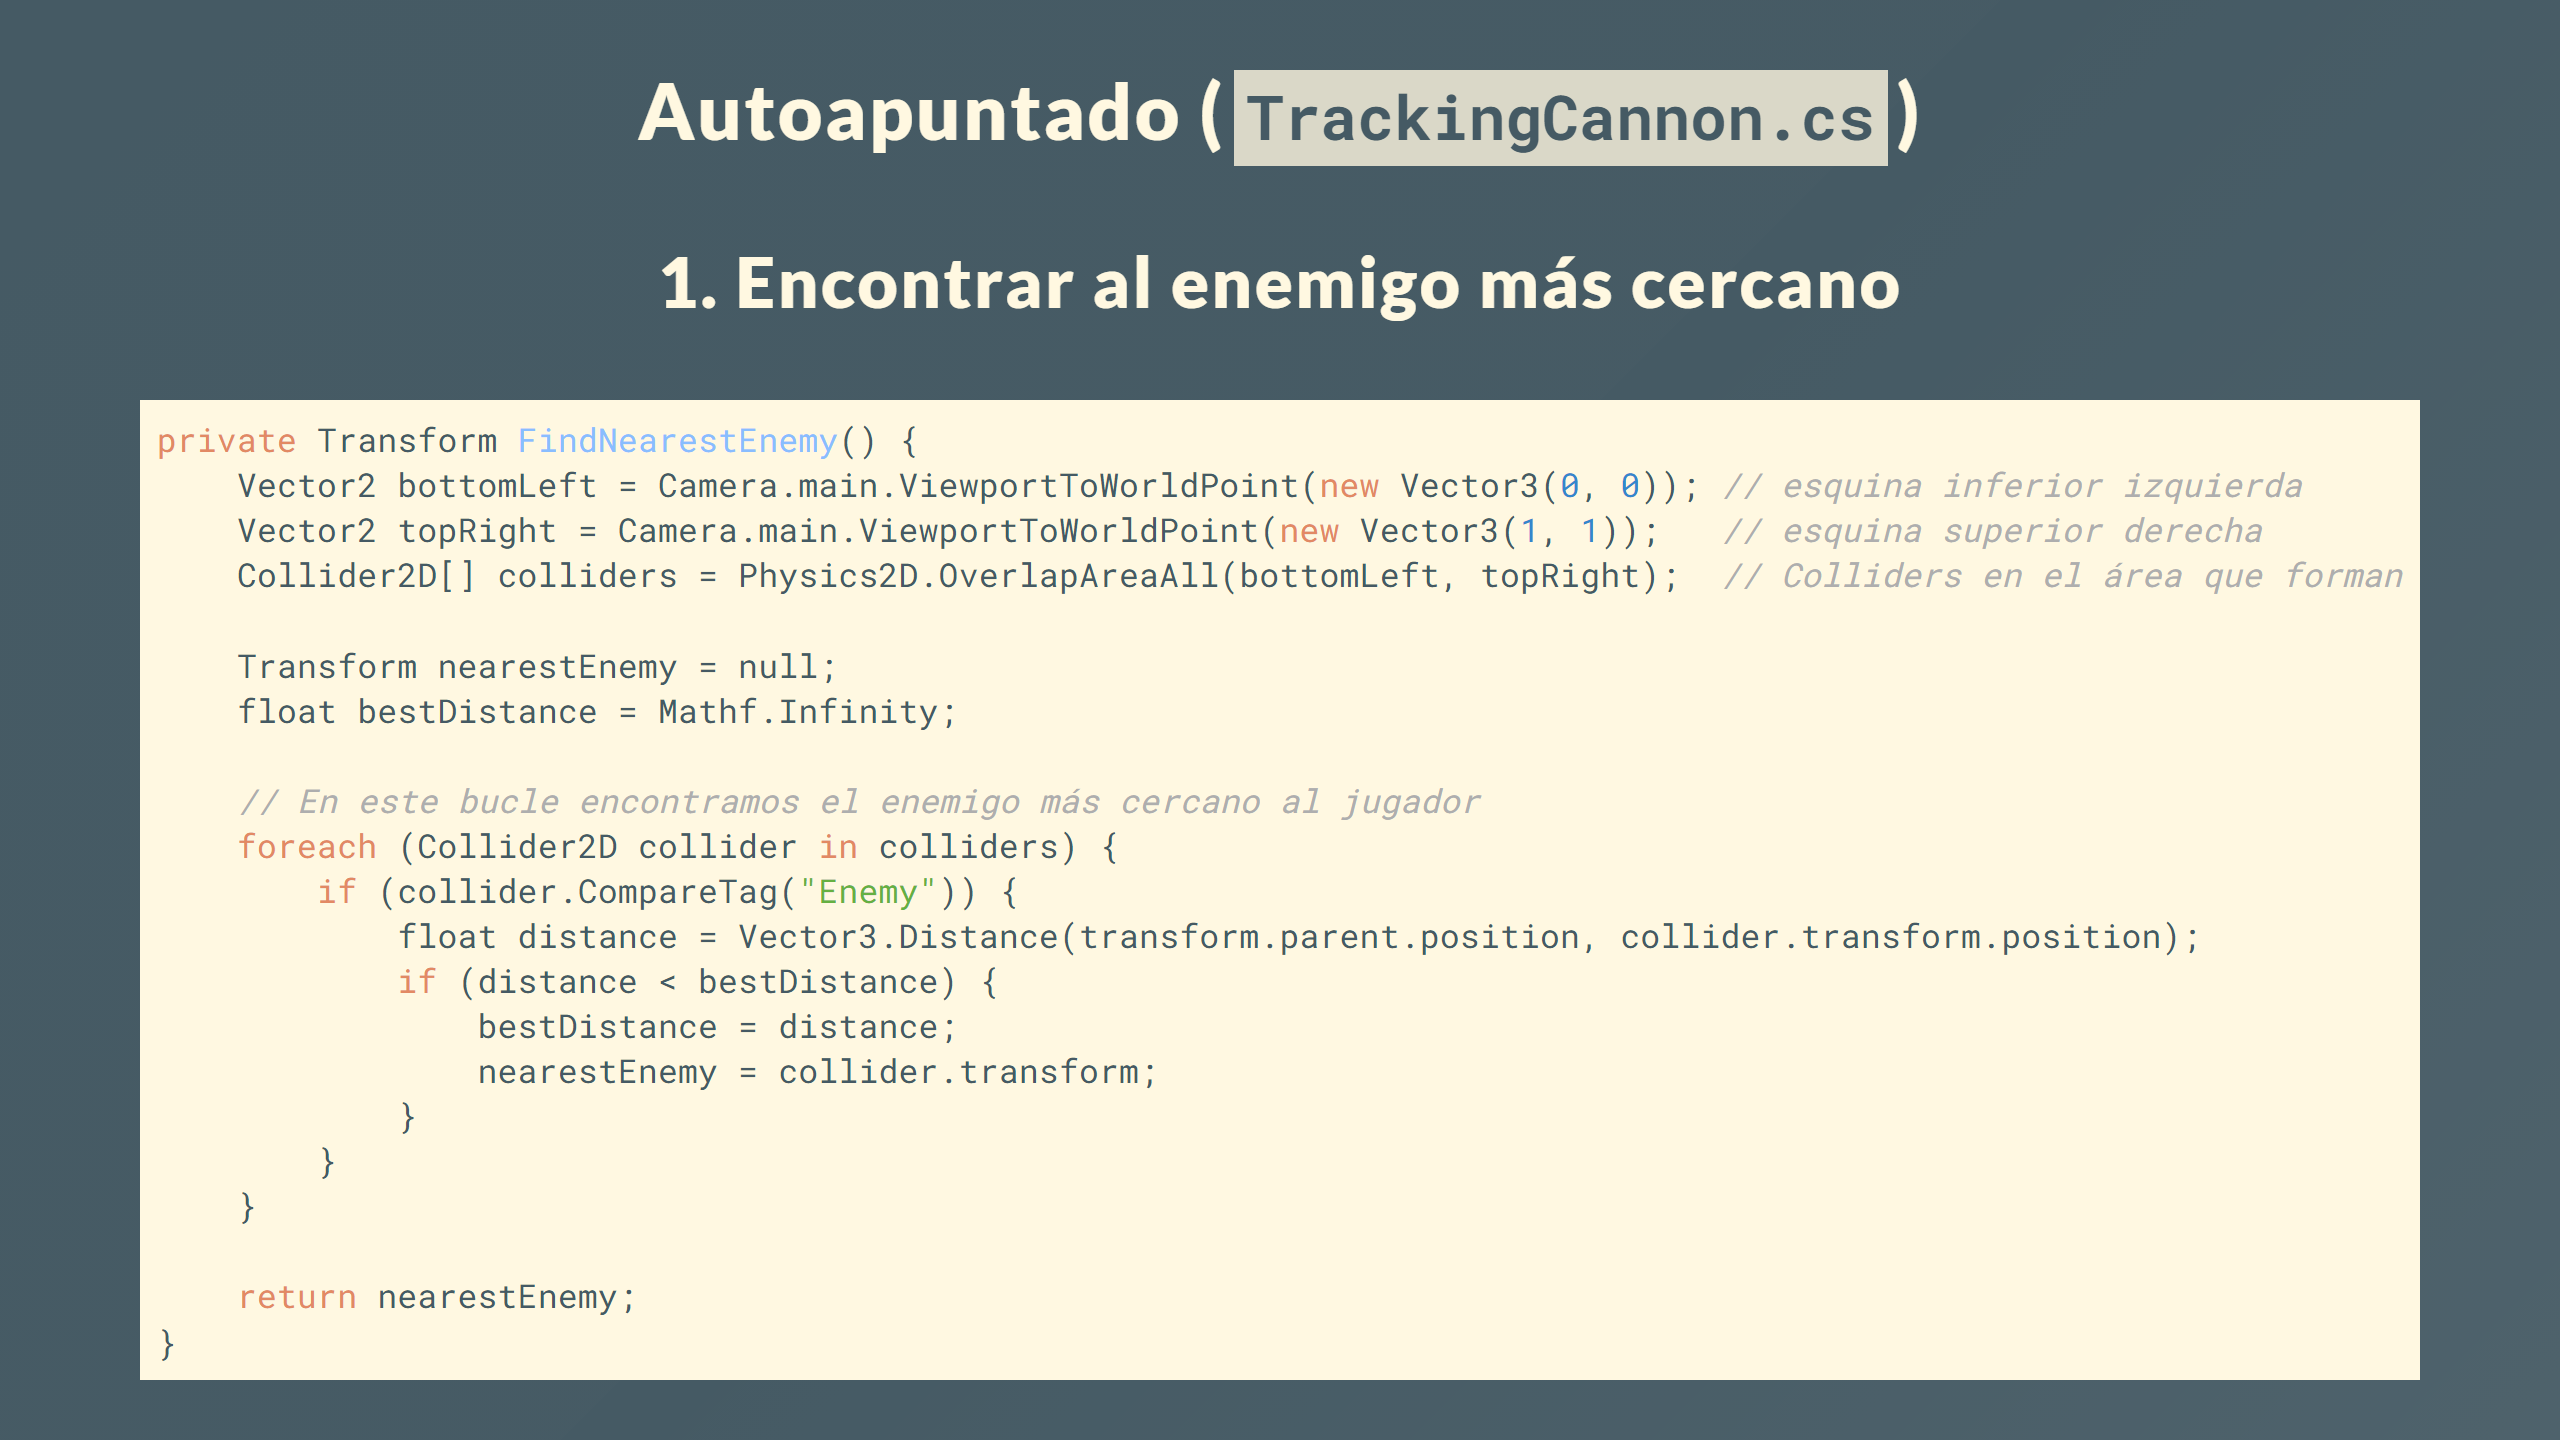 Autoapuntado (TrackingCannon.cs)
1. Encontrar al enemigo más cercano
private Transform FindNearestEnemy() {
    Vector2 bottomLeft = Camera.main.ViewportToWorldPoint(new Vector3(0, 0)); // esquina inferior izquierda
    Vector2 topRight = Camera.main.ViewportToWorldPoint(new Vector3(1, 1));   // esquina superior derecha
    Collider2D[] colliders = Physics2D.OverlapAreaAll(bottomLeft, topRight);  // Colliders en el área que forman

    Transform nearestEnemy = null;
    float bestDistance = Mathf.Infinity;

    // En este bucle encontramos el enemigo más cercano al jugador
    foreach (Collider2D collider in colliders) {
        if (collider.CompareTag("Enemy")) {
            float distance = Vector3.Distance(transform.parent.position, collider.transform.position);
            if (distance < bestDistance) {
                bestDistance = distance;
                nearestEnemy = collider.transform;
            }
        }
    }

    return nearestEnemy;
}